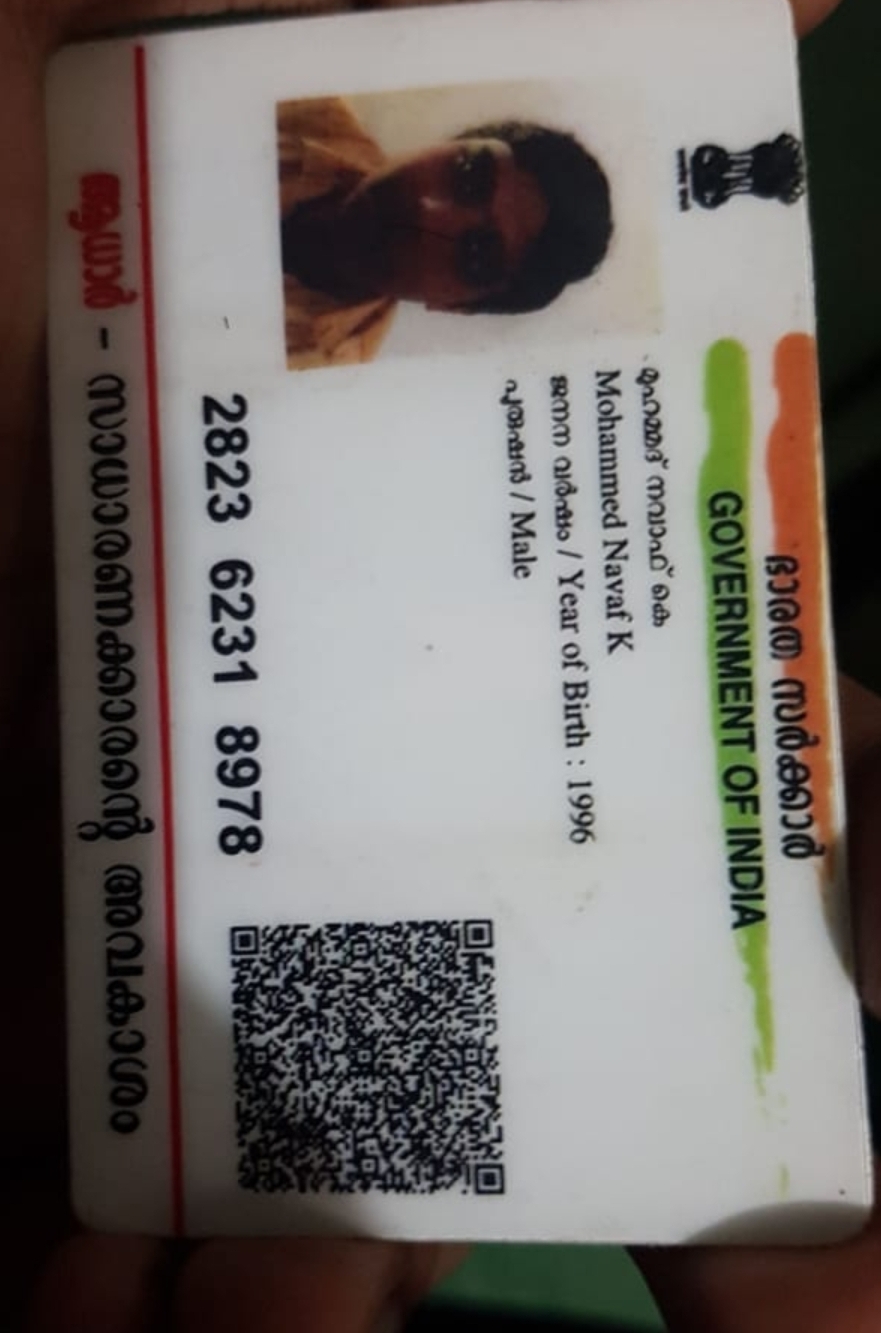 ഭാരത സർക്കാർ
GOVERNMENT OF INDIA
മുഹമ്മദ് നവാഫ് കെ
Mohammed Navaf K
ജനന വർഷം / Year of Birth : 1996
പുരുഷൻ / Male
2823 6231 8978
ആധാർ - സാധാരണക്കാരന്റെ അവകാശം